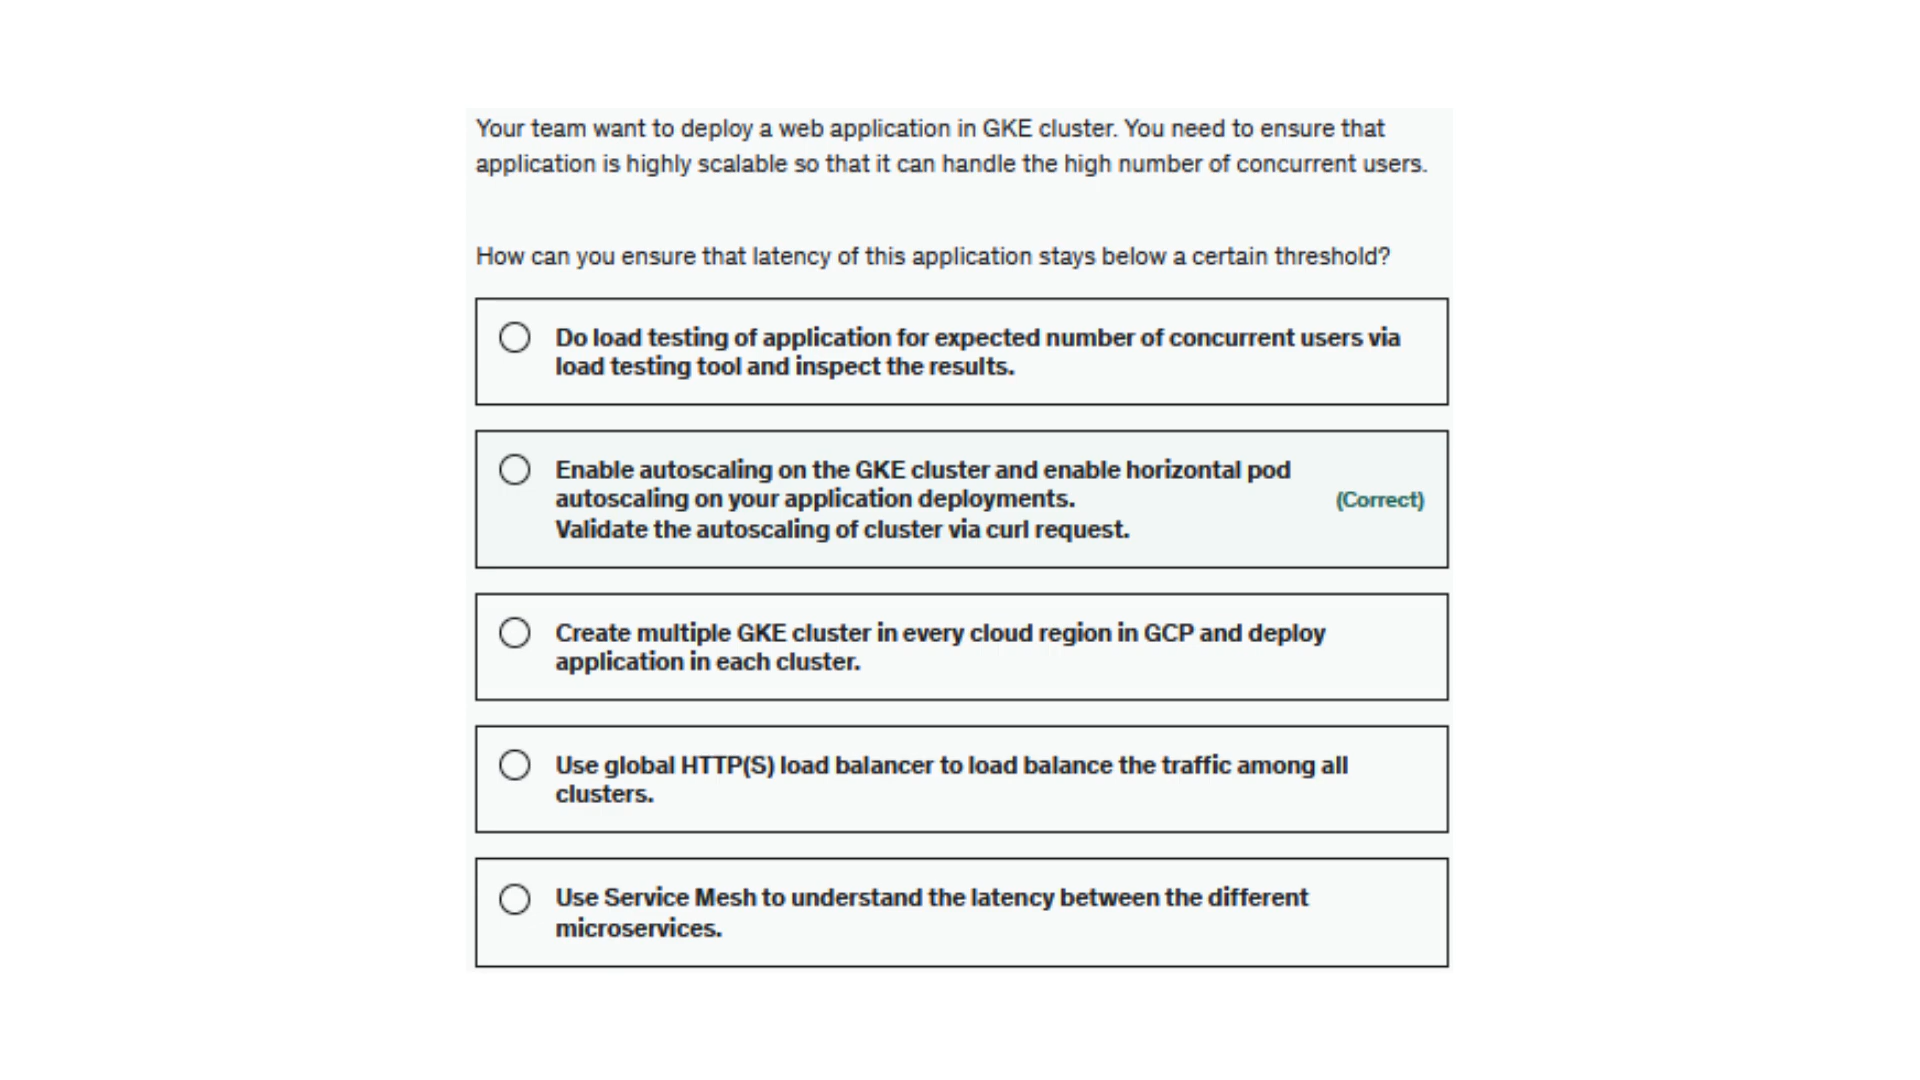 Your team want to deploy a web application in GKE cluster. You need to ensure that
application is highly scalable so that it can handle the high number of concurrent users.
How can you ensure that latency of this application stays below a certain threshold?
Do load testing of application for expected number of concurrent users via
load testing tool and inspect the results.
Enable autoscaling on the GKE cluster and enable horizontal pod
autoscaling on your application deployments.
(Correct)
Validate the autoscaling of cluster via curl request.
Create multiple GKE cluster in every cloud region in GCP and deploy
application in each cluster.
Use global HTTP(S) load balancer to load balance the traffic among all
clusters.
Use Service Mesh to understand the latency between the different
microservices.